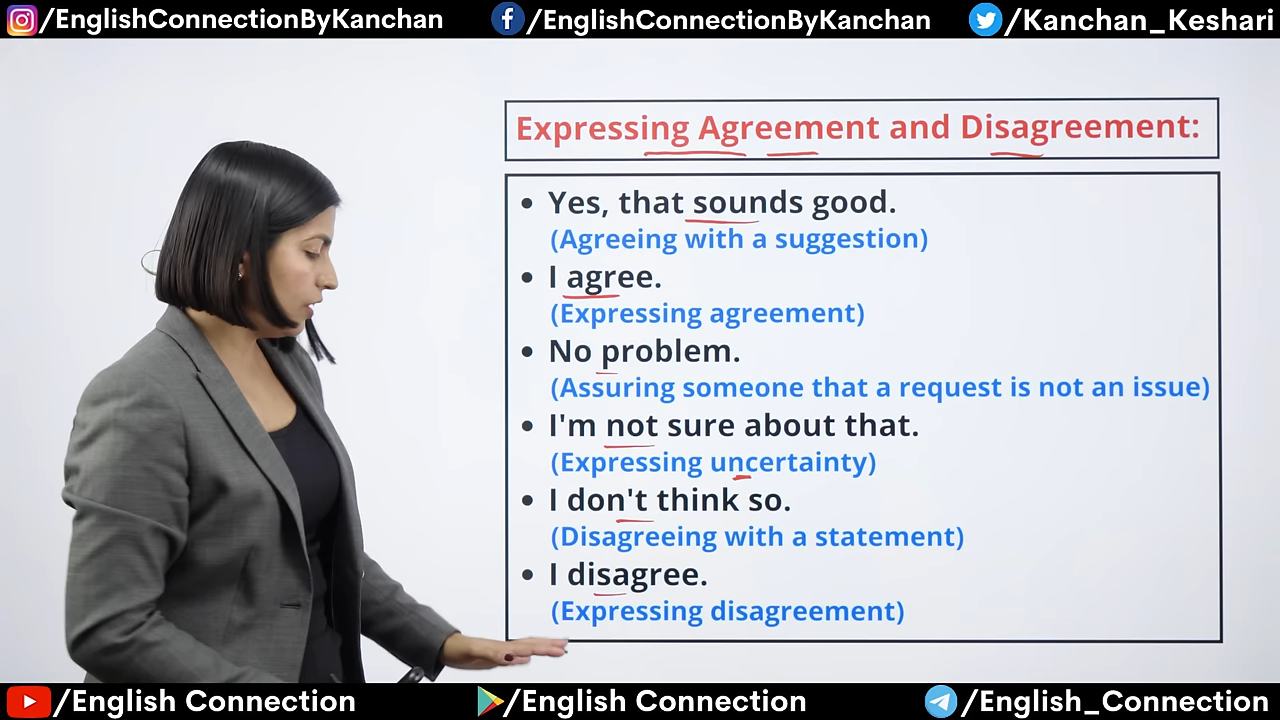 /EnglishConnectionByKanchan
/EnglishConnectionByKanchan
/Kanchan_Keshari
Expressing Agreement and Disagreement:
• Yes, that sounds good.
(Agreeing with a suggestion)
• I agree.
(Expressing agreement)
• No problem.
(Assuring someone that a request is not an issue)
• I'm not sure about that.
(Expressing uncertainty)
• I don't think so.
(Disagreeing with a statement)
• I disagree.
(Expressing disagreement)
/English Connection
/English Connection
/English_Connection